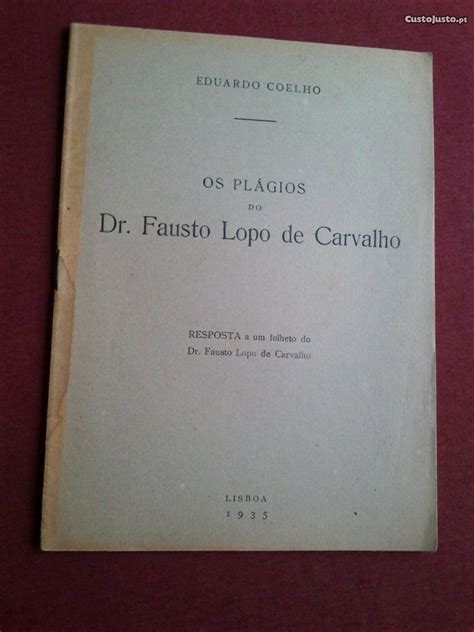 CustoJusto.pt
EDUARDO COELHO
OS PLÁGIOS
DO
Dr. Fausto Lopo de Carvalho
RESPOSTA a um folheto do
Dr. Fausto Lopo de Carvalho
LISBOA
1935